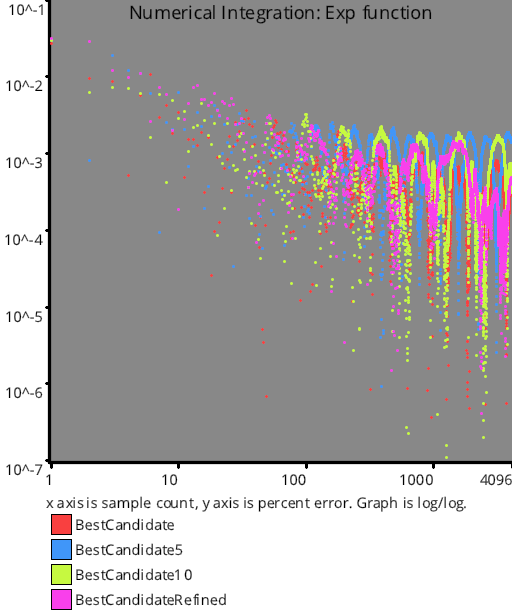 Numerical Integration: Exp function
10^-1
10^-2
10^-3
10^-4
10^-5
10^-6
10^-7
1 10 100 1000 4096
x axis is sample count, y axis is percent error. Graph is log/log.
BestCandidate
BestCandidate5
BestCandidate10
BestCandidateRefined